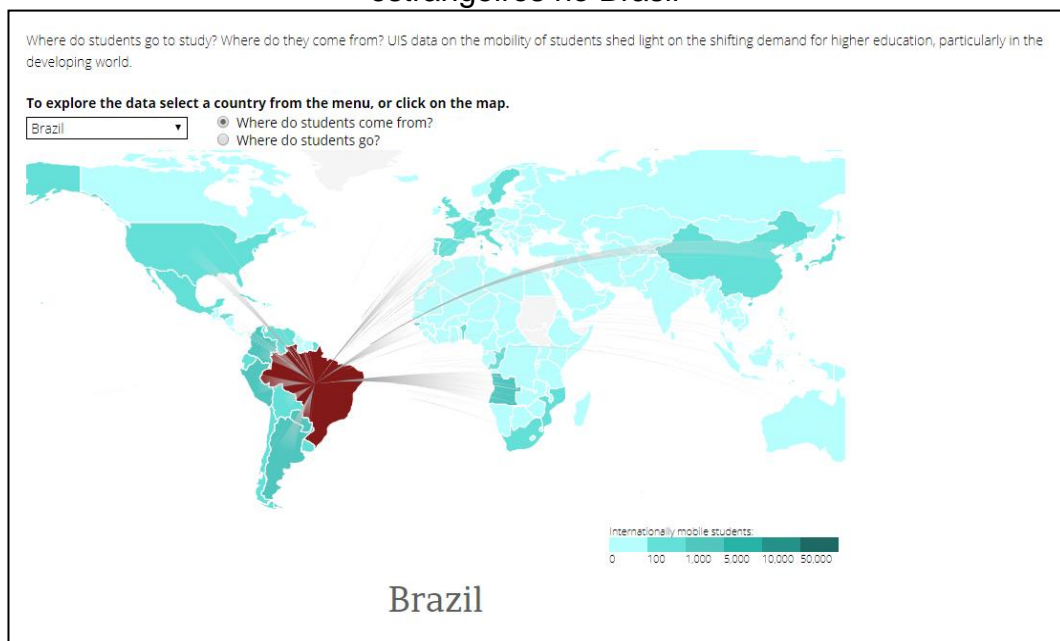 estrangeiros no Brasil
Where do students go to study? Where do they come from? UIS data on the mobility of students shed light on the shifting demand for higher education, particularly in the
developing world.
To explore the data select a country from the menu, or click on the map.
Brazil
Where do students come from?
Where do students go?
Internationally mobile students:
0 100 1,000 5,000 10,000 50,000
Brazil